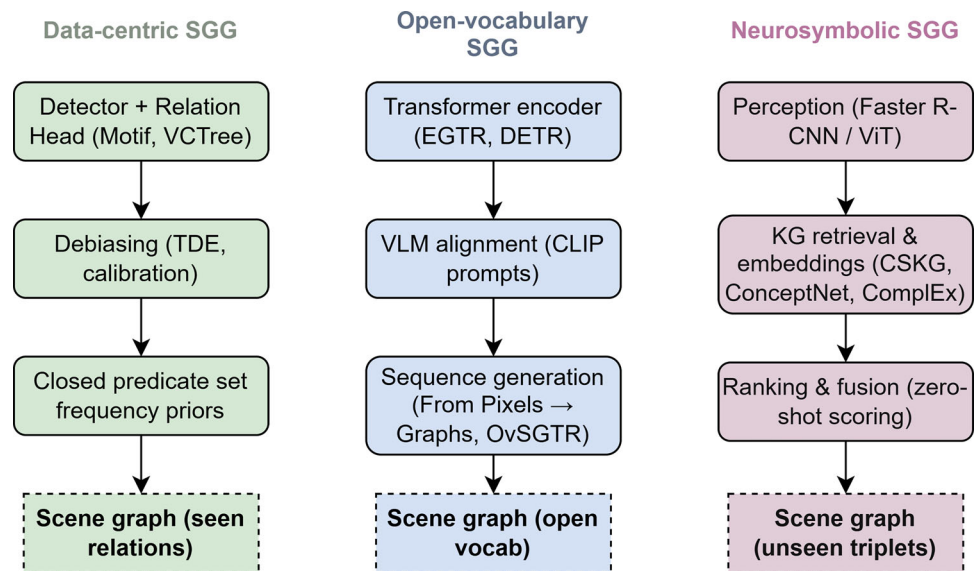 Data-centric SGG
Open-vocabulary
SGG
Neurosymbolic SGG
Detector + Relation
Head (Motif, VCTree)
Debiasing (TDE,
calibration)
Closed predicate set
frequency priors
Scene graph (seen
relations)
Transformer encoder
(EGTR, DETR)
VLM alignment (CLIP
prompts)
Sequence generation
(From Pixels →
Graphs, OvSGTR)
Scene graph (open
vocab)
Perception (Faster R-
CNN / ViT)
KG retrieval &
embeddings (CSKG,
ConceptNet, ComplEx)
Ranking & fusion (zero-
shot scoring)
Scene graph
(unseen triplets)